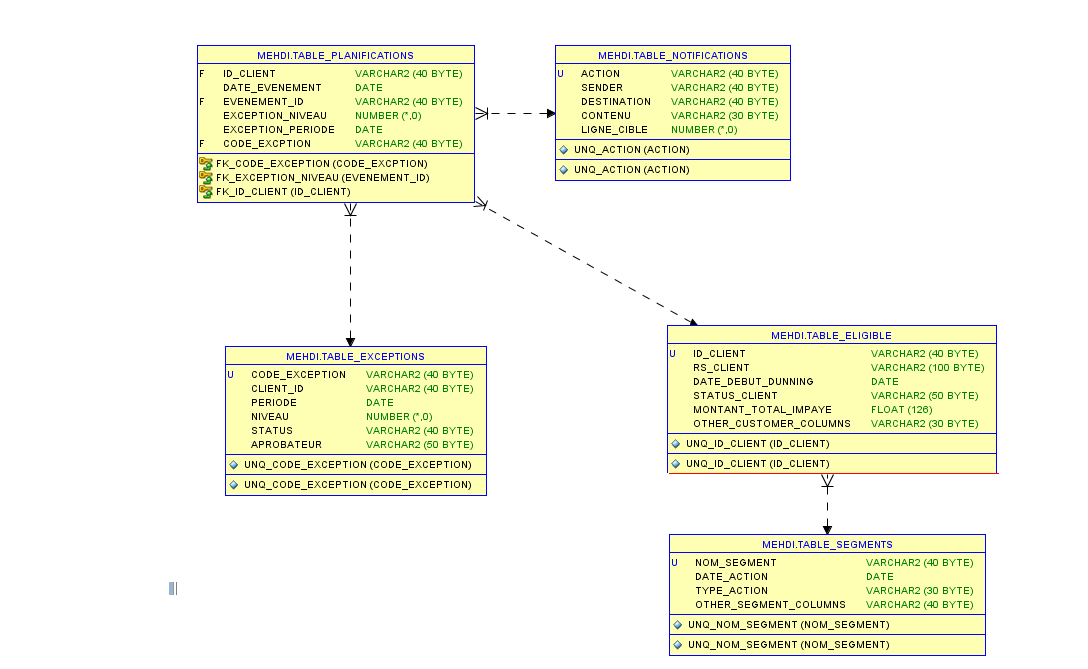 MEHDI.TABLE_PLANIFICATIONS
F ID_CLIENT VARCHAR2 (40 BYTE)
DATE_EVENEMENT DATE
F EVENEMENT_ID VARCHAR2 (40 BYTE)
EXCEPTION_NIVEAU NUMBER (*,0)
EXCEPTION_PERIODE DATE
F CODE_EXCPTION VARCHAR2 (40 BYTE)
FK_CODE_EXCEPTION (CODE_EXCPTION)
FK_EXCEPTION_NIVEAU (EVENEMENT_ID)
FK_ID_CLIENT (ID_CLIENT)
MEHDI.TABLE_NOTIFICATIONS
U ACTION VARCHAR2 (40 BYTE)
SENDER VARCHAR2 (40 BYTE)
DESTINATION VARCHAR2 (40 BYTE)
CONTENU VARCHAR2 (30 BYTE)
LIGNE_CIBLE NUMBER (*,0)
UNQ_ACTION (ACTION)
UNQ_ACTION (ACTION)
MEHDI.TABLE_EXCEPTIONS
U CODE_EXCEPTION VARCHAR2 (40 BYTE)
CLIENT_ID VARCHAR2 (40 BYTE)
PERIODE DATE
NIVEAU NUMBER (*,0)
STATUS VARCHAR2 (40 BYTE)
APROBATEUR VARCHAR2 (50 BYTE)
UNQ_CODE_EXCEPTION (CODE_EXCEPTION)
UNQ_CODE_EXCEPTION (CODE_EXCEPTION)
MEHDI.TABLE_ELIGIBLE
U ID_CLIENT VARCHAR2 (40 BYTE)
RS_CLIENT VARCHAR2 (100 BYTE)
DATE_DEBUT_DUNNING DATE
STATUS_CLIENT VARCHAR2 (50 BYTE)
MONTANT_TOTAL_IMPAYE FLOAT (126)
OTHER_CUSTOMER_COLUMNS VARCHAR2 (30 BYTE)
UNQ_ID_CLIENT (ID_CLIENT)
UNQ_ID_CLIENT (ID_CLIENT)
MEHDI.TABLE_SEGMENTS
U NOM_SEGMENT VARCHAR2 (40 BYTE)
DATE_ACTION DATE
TYPE_ACTION VARCHAR2 (30 BYTE)
OTHER_SEGMENT_COLUMNS VARCHAR2 (40 BYTE)
UNQ_NOM_SEGMENT (NOM_SEGMENT)
UNQ_NOM_SEGMENT (NOM_SEGMENT)